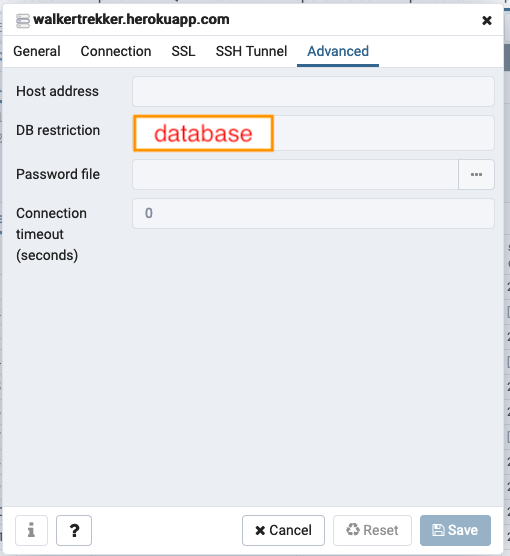 walkertrekker.herokuapp.com
General Connection SSL SSH Tunnel Advanced
Host address
DB restriction database
Password file
Connection timeout (seconds) 0
Cancel Reset Save